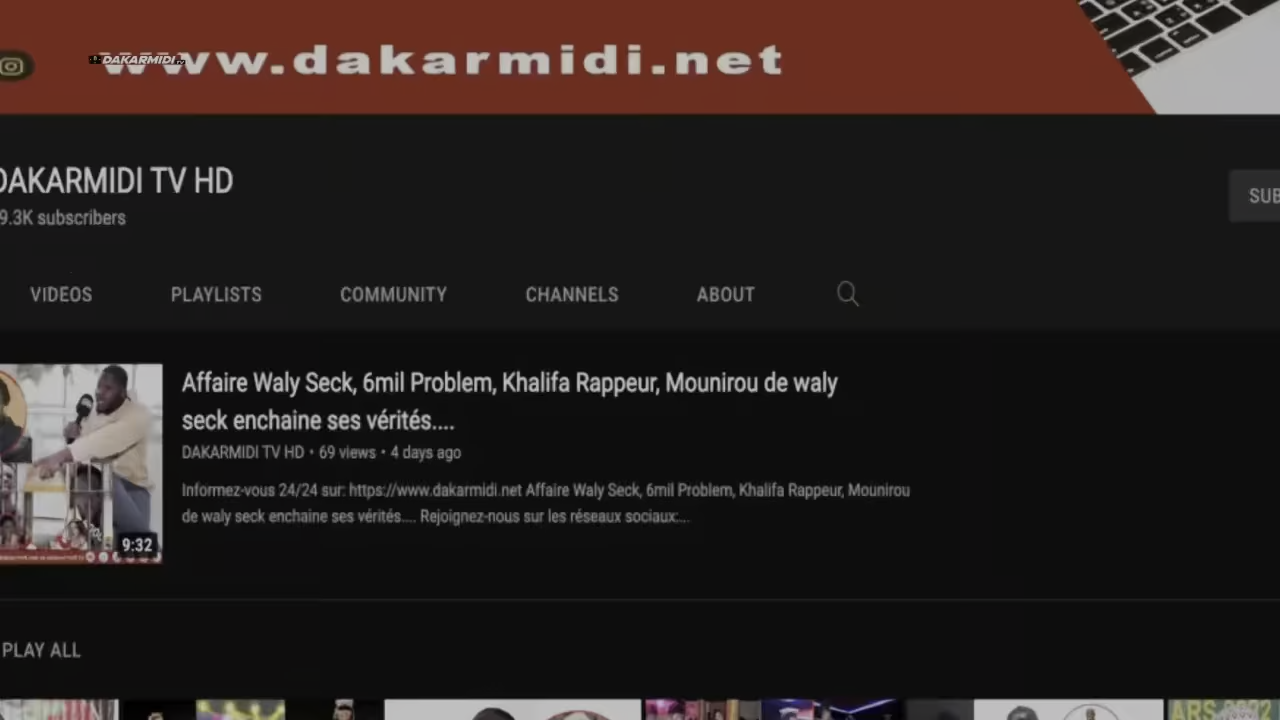 www.dakarmidi.net
DAKARMIDI
DAKARMIDI TV HD
9.3K subscribers
SUB
VIDEOS PLAYLISTS COMMUNITY CHANNELS ABOUT
Affaire Waly Seck, 6mil Problem, Khalifa Rappeur, Mounirou de waly
seck enchaine ses vérités....
DAKARMIDI TV HD • 69 views • 4 days ago
Informez-vous 24/24 sur: https://www.dakarmidi.net Affaire Waly Seck, 6mil Problem, Khalifa Rappeur, Mounirou
de waly seck enchaine ses vérités.... Rejoignez-nous sur les réseaux sociaux:...
9:32
PLAY ALL